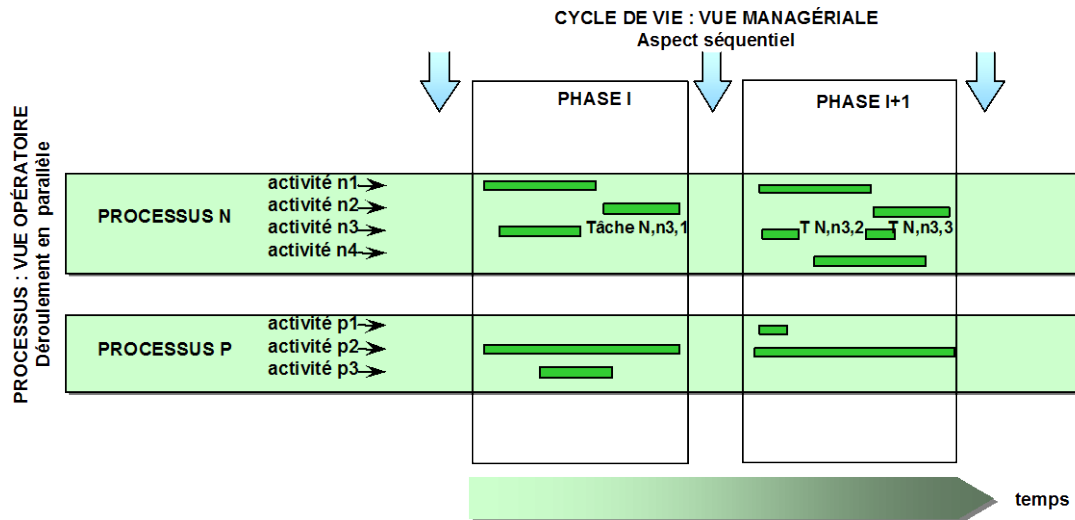 CYCLE DE VIE : VUE MANAGÉRIALE
Aspect séquentiel
PHASE I
PHASE I+1
PROCESSUS : VUE OPÉRATOIRE
Déroulement en parallèle
PROCESSUS N
activité n1
activité n2
activité n3
activité n4
Tâche N,n3,1
T N,n3,2
T N,n3,3
PROCESSUS P
activité p1
activité p2
activité p3
temps